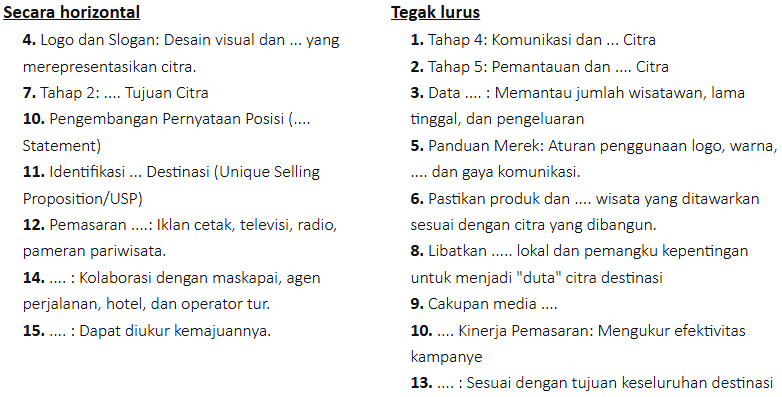 Secara horizontal
4. Logo dan Slogan: Desain visual dan ... yang
merepresentasikan citra.
7. Tahap 2: .... Tujuan Citra
10. Pengembangan Pernyataan Posisi (....
Statement)
11. Identifikasi ... Destinasi (Unique Selling
Proposition/USP)
12. Pemasaran ....: Iklan cetak, televisi, radio,
pameran pariwisata.
14. .... : Kolaborasi dengan maskapai, agen
perjalanan, hotel, dan operator tur.
15. .... : Dapat diukur kemajuannya.
Tegak lurus
1. Tahap 4: Komunikasi dan ... Citra
2. Tahap 5: Pemantauan dan .... Citra
3. Data .... : Memantau jumlah wisatawan, lama
tinggal, dan pengeluaran
5. Panduan Merek: Aturan penggunaan logo, warna,
.... dan gaya komunikasi.
6. Pastikan produk dan .... wisata yang ditawarkan
sesuai dengan citra yang dibangun.
8. Libatkan ..... lokal dan pemangku kepentingan
untuk menjadi "duta" citra destinasi
9. Cakupan media ....
10. .... Kinerja Pemasaran: Mengukur efektivitas
kampanye
13. .... : Sesuai dengan tujuan keseluruhan destinasi